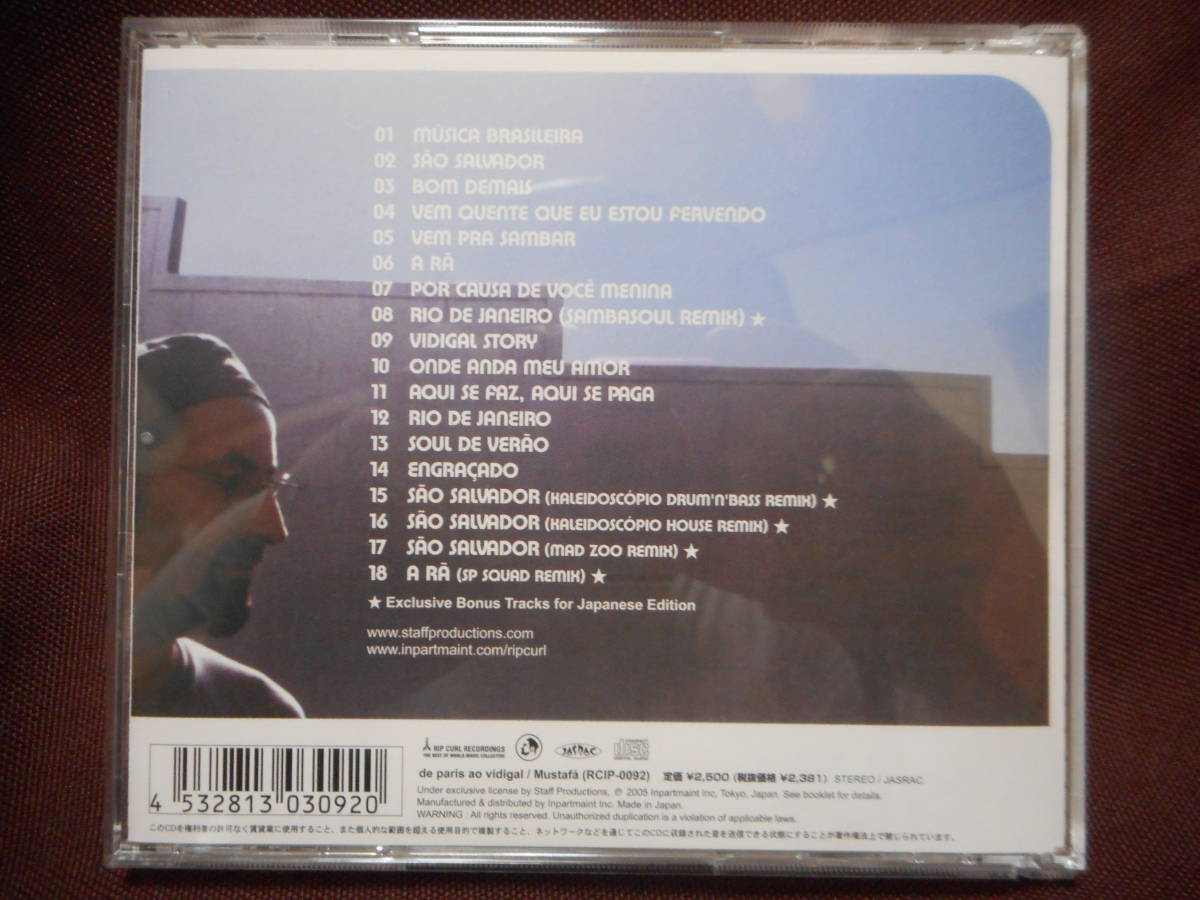 01 MÚSICA BRASILEIRA
02 SÃO SALVADOR
03 BOM DEMAIS
04 VEM QUENTE QUE EU ESTOU FERVENDO
05 VEM PRA SAMBAR
06 A RÃ
07 POR CAUSA DE VOCÊ MENINA
08 RIO DE JANEIRO (SAMBASOUL REMIX) ★
09 VIDIGAL STORY
10 ONDE ANDA MEU AMOR
11 AQUI SE FAZ, AQUI SE PAGA
12 RIO DE JANEIRO
13 SOUL DE VERÃO
14 ENGRAÇADO
15 SÃO SALVADOR (KALEIDOSCÓPIO DRUM'N'BASS REMIX) ★
16 SÃO SALVADOR (KALEIDOSCÓPIO HOUSE REMIX) ★
17 SÃO SALVADOR (MAD ZOO REMIX) ★
18 A RÃ (SP SQUAD REMIX) ★
★ Exclusive Bonus Tracks for Japanese Edition
www.staffproductions.com
www.inpartmaint.com/ripcurl
RIP CURL RECORDINGS
THE BEST OF WORLD MUSIC COLLECTIVE
JASRAC
COMPACT disc DIGITAL AUDIO
de paris ao vidigal / Mustafá (RCIP-0092) 定価 ¥2,500 (税抜価格 ¥2,381) STEREO / JASRAC
Under exclusive license by Staff Productions, ℗ 2005 Inpartmaint Inc, Tokyo, Japan. See booklet for details.
Manufactured & distributed by Inpartmaint Inc. Made in Japan.
WARNING : All rights reserved. Unauthorized duplication is a violation of applicable laws.
4 532813 030920
このCDを権利者の許可なく賃貸業に使用すること、また個人的な範囲を超える使用目的で複製すること、ネットワークなどを通じてこのCDに収録された音を送信できる状態にすることが著作権法上で禁じられています。